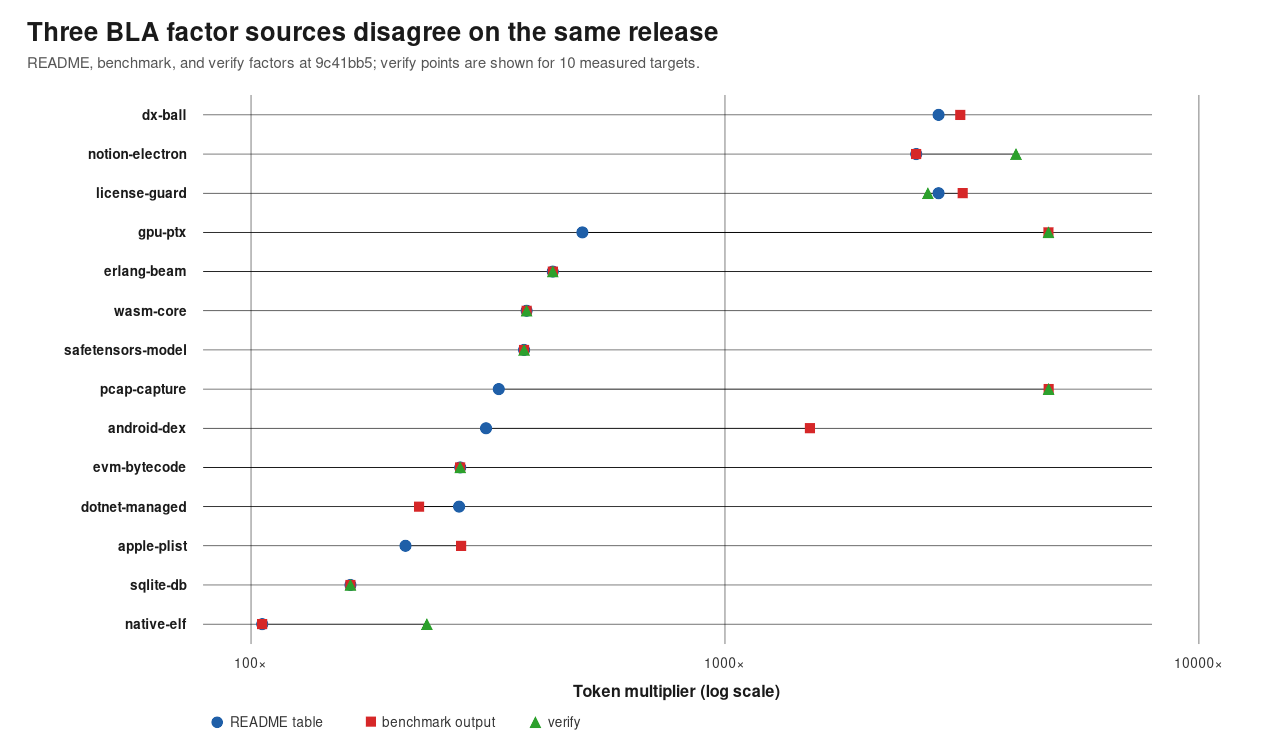 Three BLA factor sources disagree on the same release
README, benchmark, and verify factors at 9c41bb5; verify points are shown for 10 measured targets.
dx-ball
notion-electron
license-guard
gpu-ptx
erlang-beam
wasm-core
safetensors-model
pcap-capture
android-dex
evm-bytecode
dotnet-managed
apple-plist
sqlite-db
native-elf
100× 1000× 10000×
Token multiplier (log scale)
README table benchmark output verify